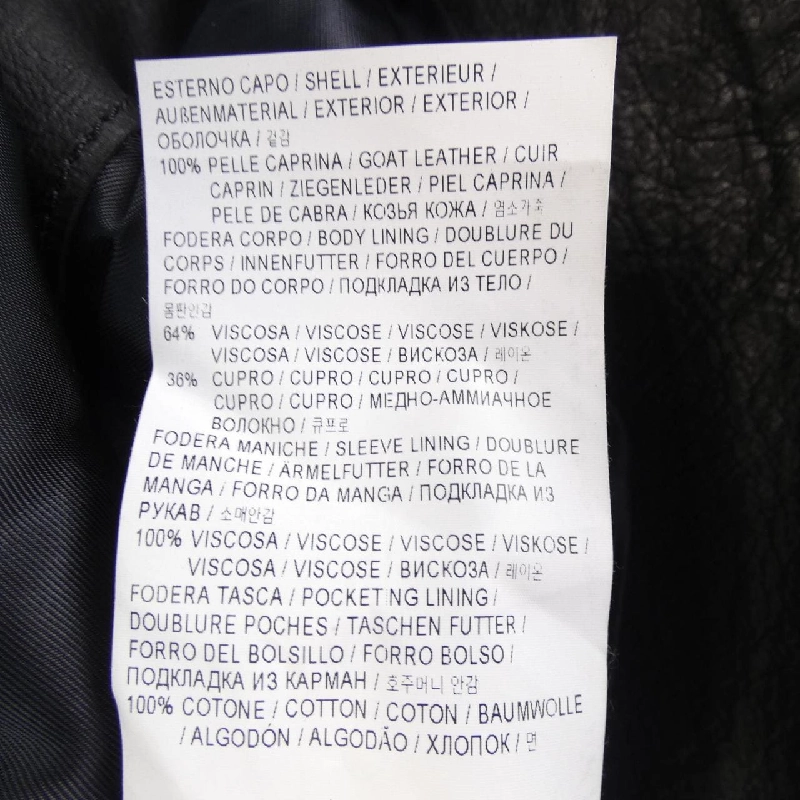 ESTERNO CAPO / SHELL / EXTERIEUR /
AUßENMATERIAL / EXTERIOR / EXTERIOR /
ОБОЛОЧКА / 겉감
100% PELLE CAPRINA / GOAT LEATHER / CUIR
CAPRIN / ZIEGENLEDER / PIEL CAPRINA /
PELE DE CABRA / КОЗЬЯ КОЖА / 염소가죽
FODERA CORPO / BODY LINING / DOUBLURE DU
CORPS / INNENFUTTER / FORRO DEL CUERPO /
FORRO DO CORPO / ПОДКЛАДКА ИЗ ТЕЛО /
몸판안감
64% VISCOSA / VISCOSE / VISCOSE / VISKOSE /
VISCOSA / VISCOSE / ВИСКОЗА / 레이온
36% CUPRO / CUPRO / CUPRO / CUPRO /
CUPRO / CUPRO / МЕДНО-АММИАЧНОЕ
ВОЛОКНО / 큐프로
FODERA MANICHE / SLEEVE LINING / DOUBLURE
DE MANCHE / ÄRMELFUTTER / FORRO DE LA
MANGA / FORRO DA MANGA / ПОДКЛАДКА ИЗ
РУКАВ / 소매안감
100% VISCOSA / VISCOSE / VISCOSE / VISKOSE /
VISCOSA / VISCOSE / ВИСКОЗА / 레이온
FODERA TASCA / POCKETING LINING /
DOUBLURE POCHES / TASCHEN FUTTER /
FORRO DEL BOLSILLO / FORRO BOLSO /
ПОДКЛАДКА ИЗ КАРМАН / 호주머니 안감
100% COTONE / COTTON / COTON / BAUMWOLLE
/ ALGODÓN / ALGODÃO / ХЛОПОК / 면